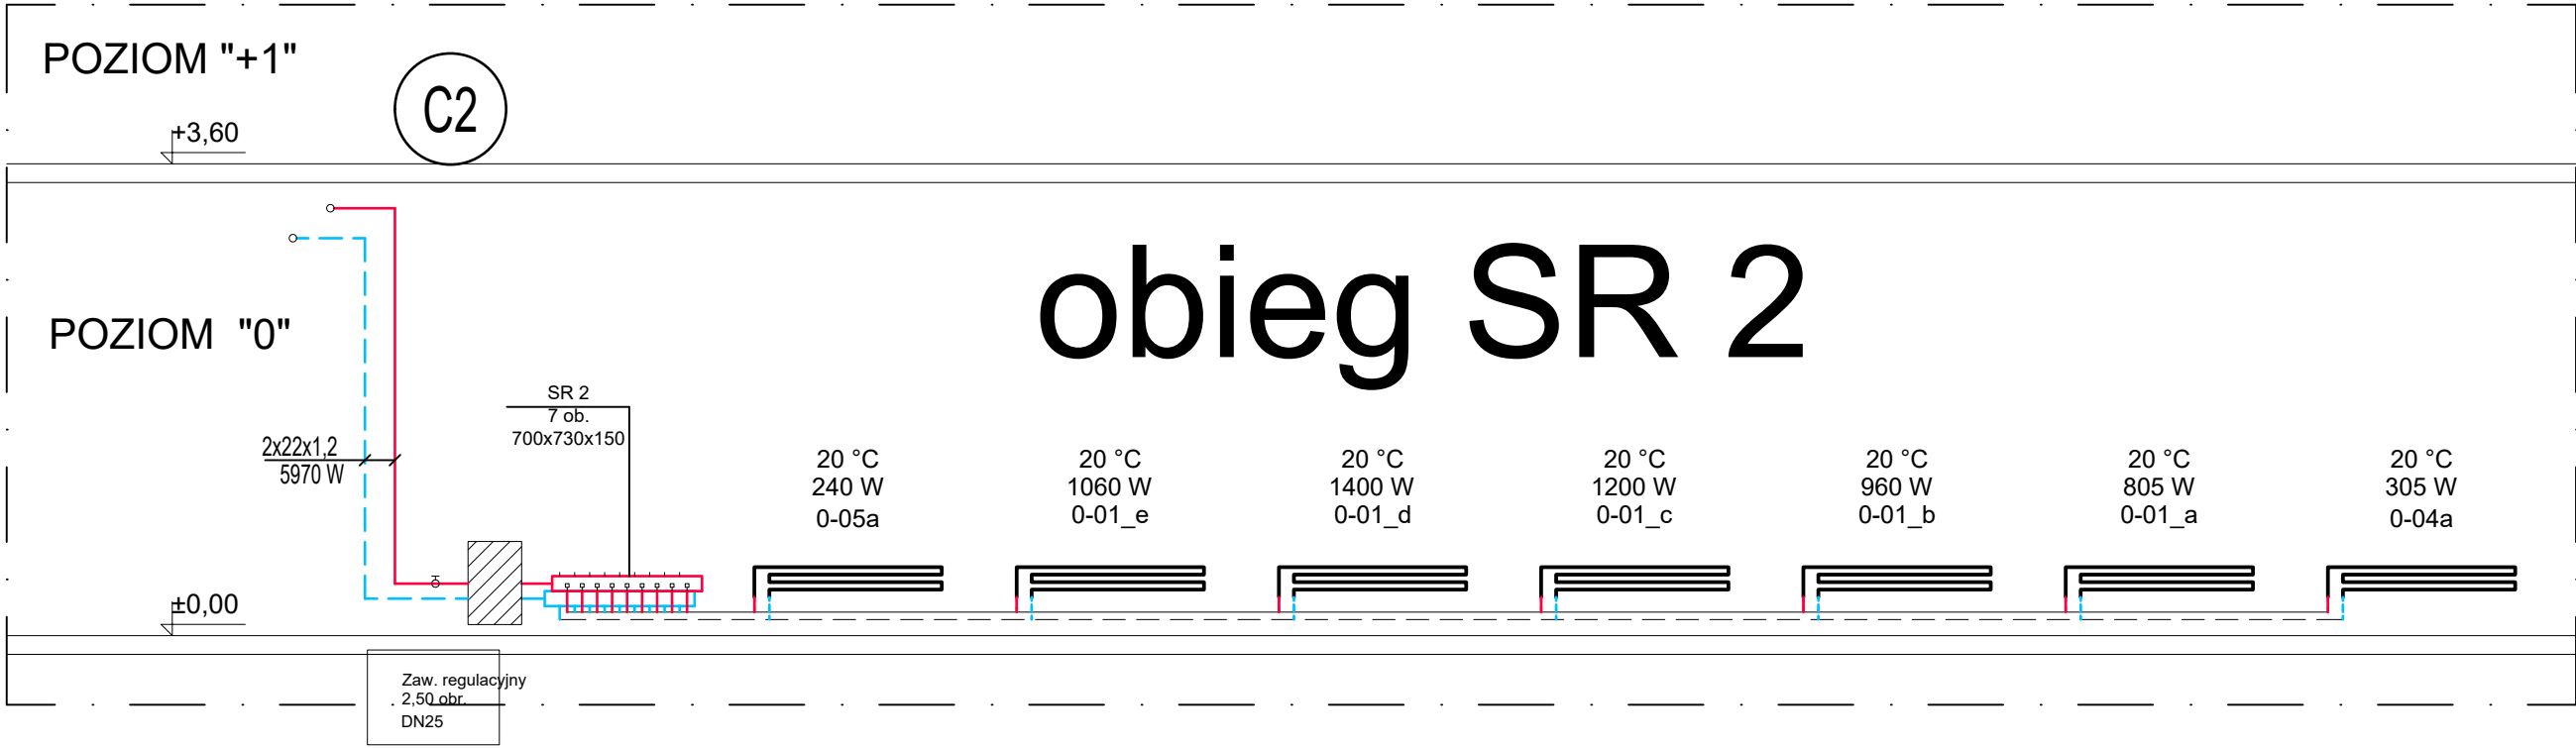 POZIOM "+1"
C2
+3,60
obieg SR 2
POZIOM "0"
SR 2
7 ob.
700x730x150
2x22x1,2
5970 W
20 °C
240 W
0-05a
20 °C
1060 W
0-01_e
20 °C
1400 W
0-01_d
20 °C
1200 W
0-01_c
20 °C
960 W
0-01_b
20 °C
805 W
0-01_a
20 °C
305 W
0-04a
±0,00
Zaw. regulacyjny
2,50 obr.
DN25